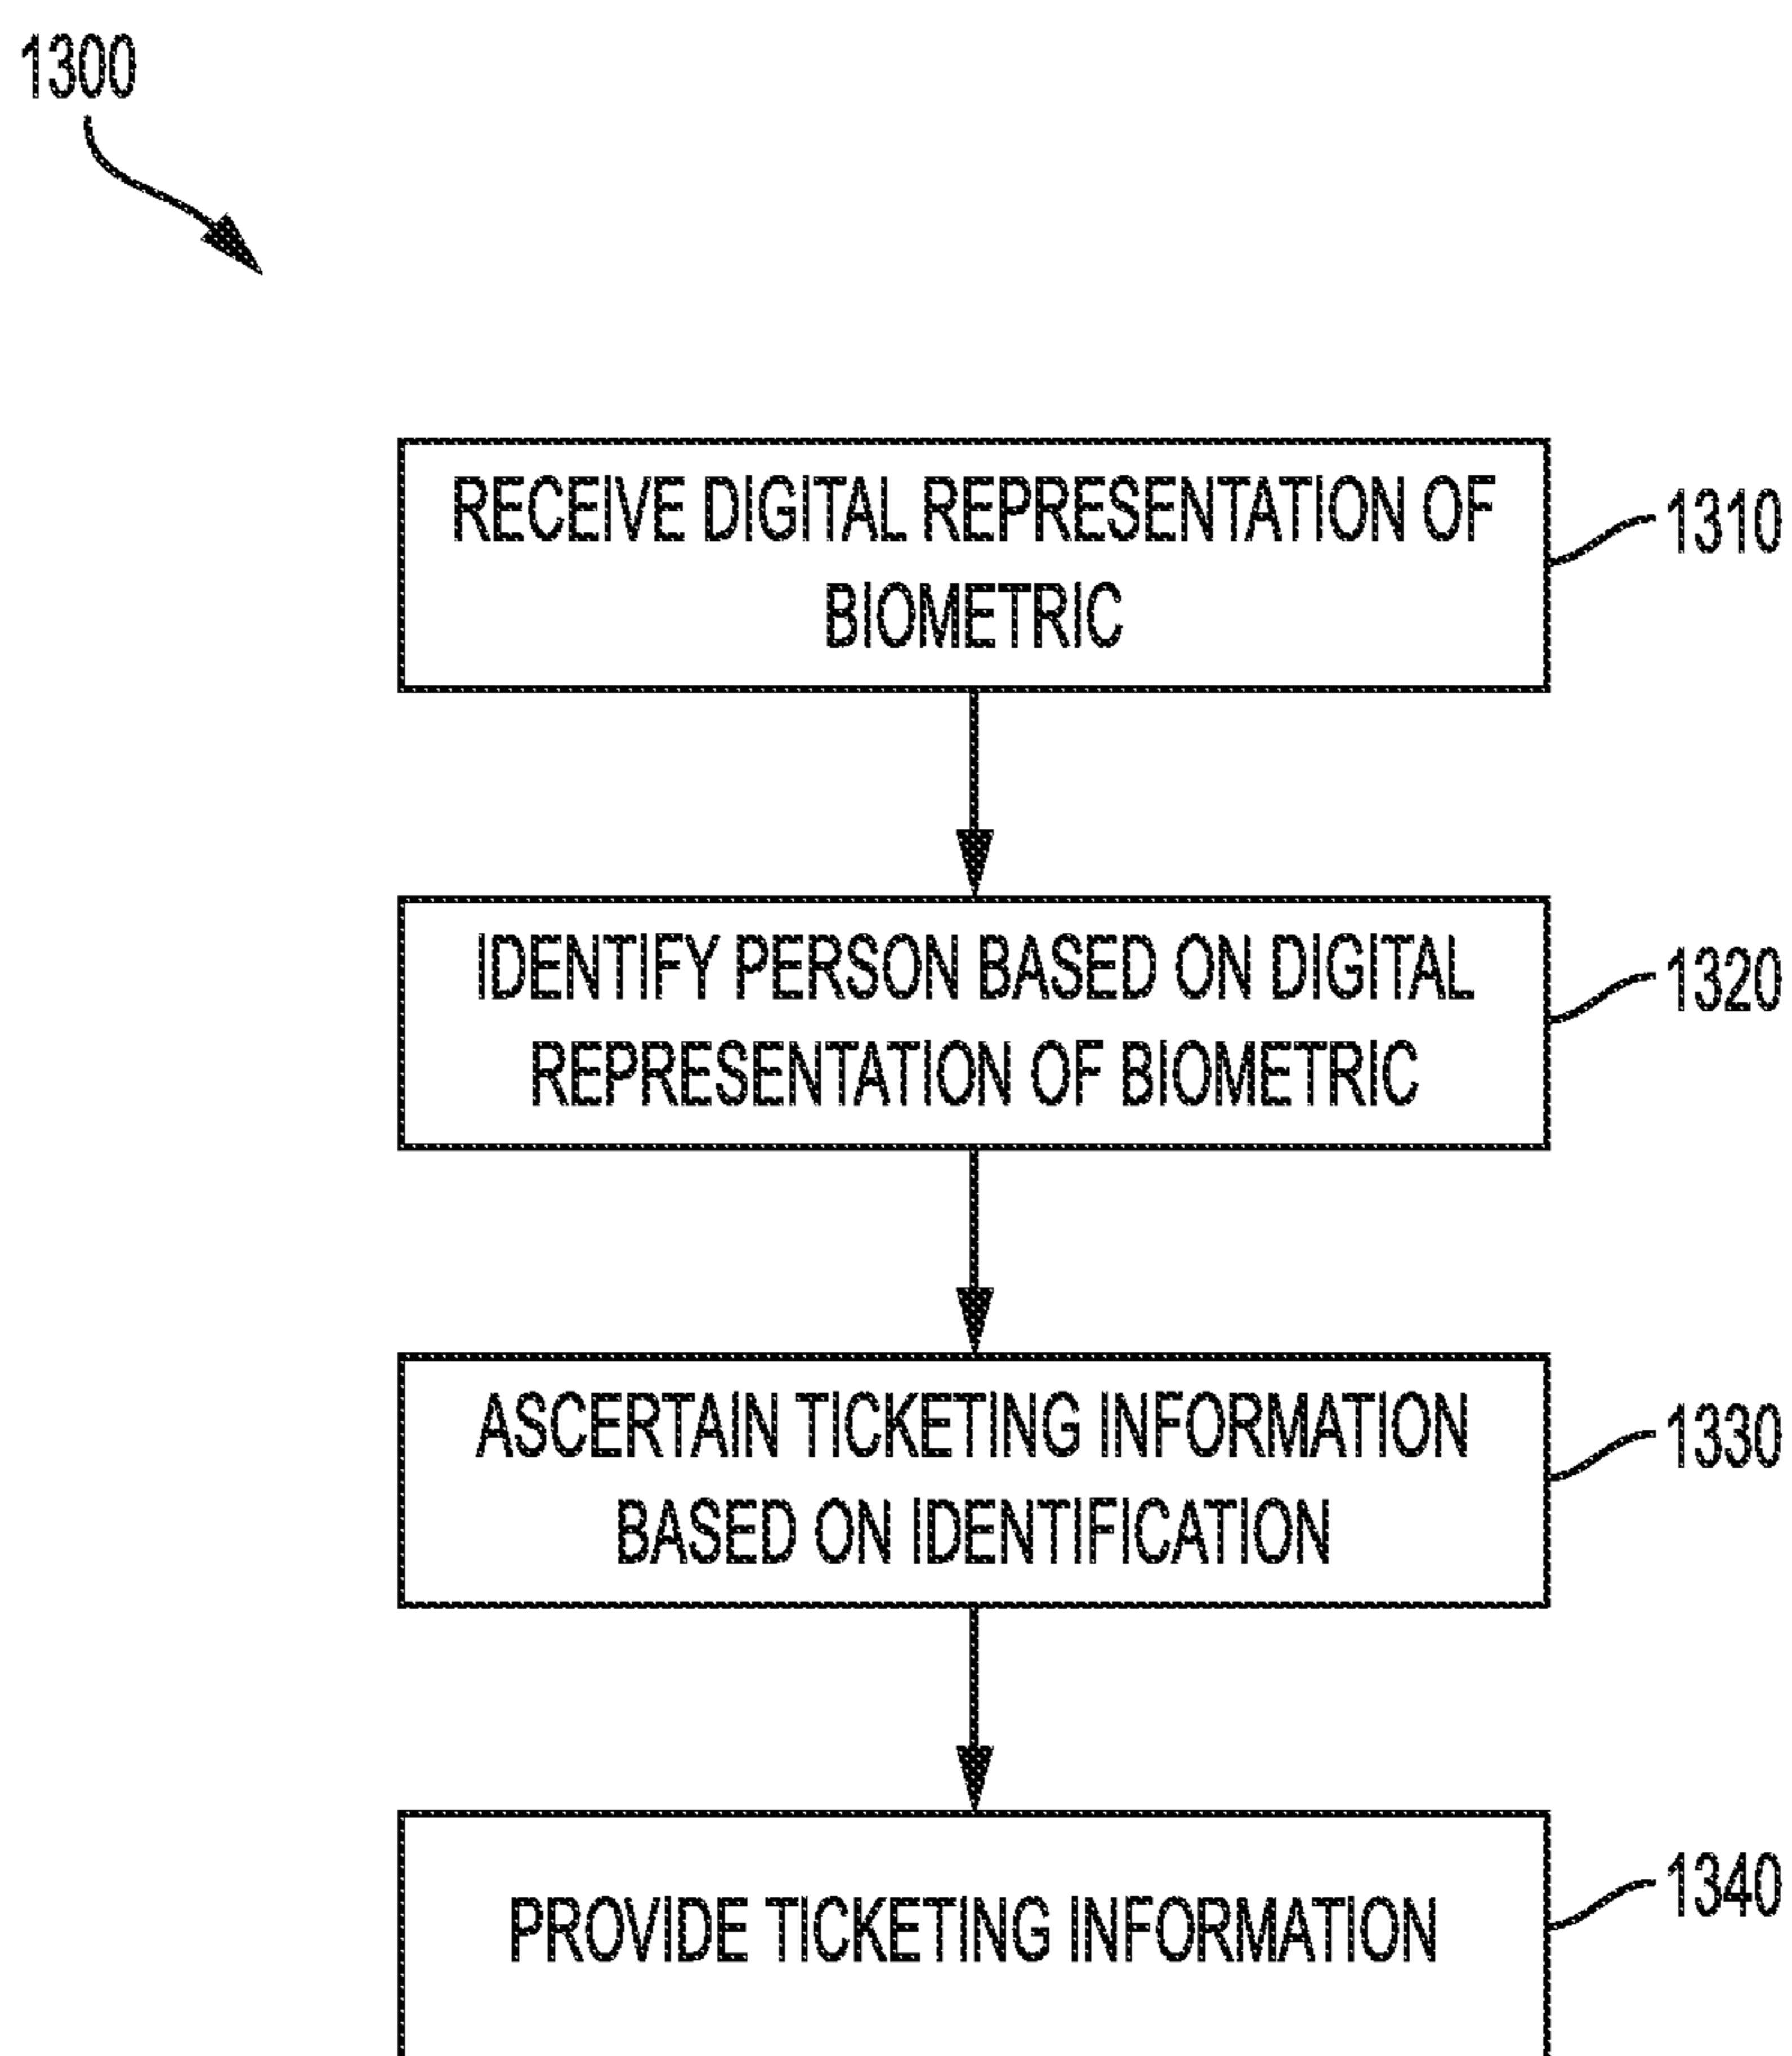 1300
RECEIVE DIGITAL REPRESENTATION OF
BIOMETRIC
1310
IDENTIFY PERSON BASED ON DIGITAL
REPRESENTATION OF BIOMETRIC
1320
ASCERTAIN TICKETING INFORMATION
BASED ON IDENTIFICATION
1330
PROVIDE TICKETING INFORMATION
1340